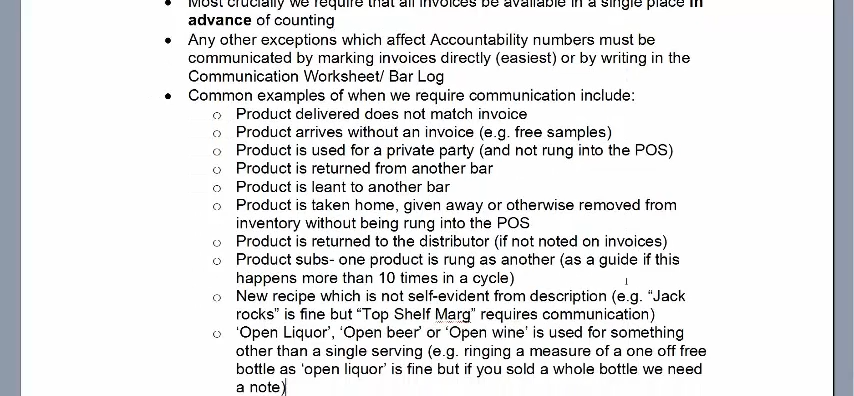 • Most crucially we require that all invoices be available in a single place in
advance of counting
• Any other exceptions which affect Accountability numbers must be
communicated by marking invoices directly (easiest) or by writing in the
Communication Worksheet/ Bar Log
• Common examples of when we require communication include:
o Product delivered does not match invoice
o Product arrives without an invoice (e.g. free samples)
o Product is used for a private party (and not rung into the POS)
o Product is returned from another bar
o Product is leant to another bar
o Product is taken home, given away or otherwise removed from
inventory without being rung into the POS
o Product is returned to the distributor (if not noted on invoices)
o Product subs- one product is rung as another (as a guide if this
happens more than 10 times in a cycle)
o New recipe which is not self-evident from description (e.g. “Jack
rocks” is fine but “Top Shelf Marg” requires communication)
o ‘Open Liquor’, ‘Open beer’ or ‘Open wine’ is used for something
other than a single serving (e.g. ringing a measure of a one off free
bottle as ‘open liquor’ is fine but if you sold a whole bottle we need
a note)